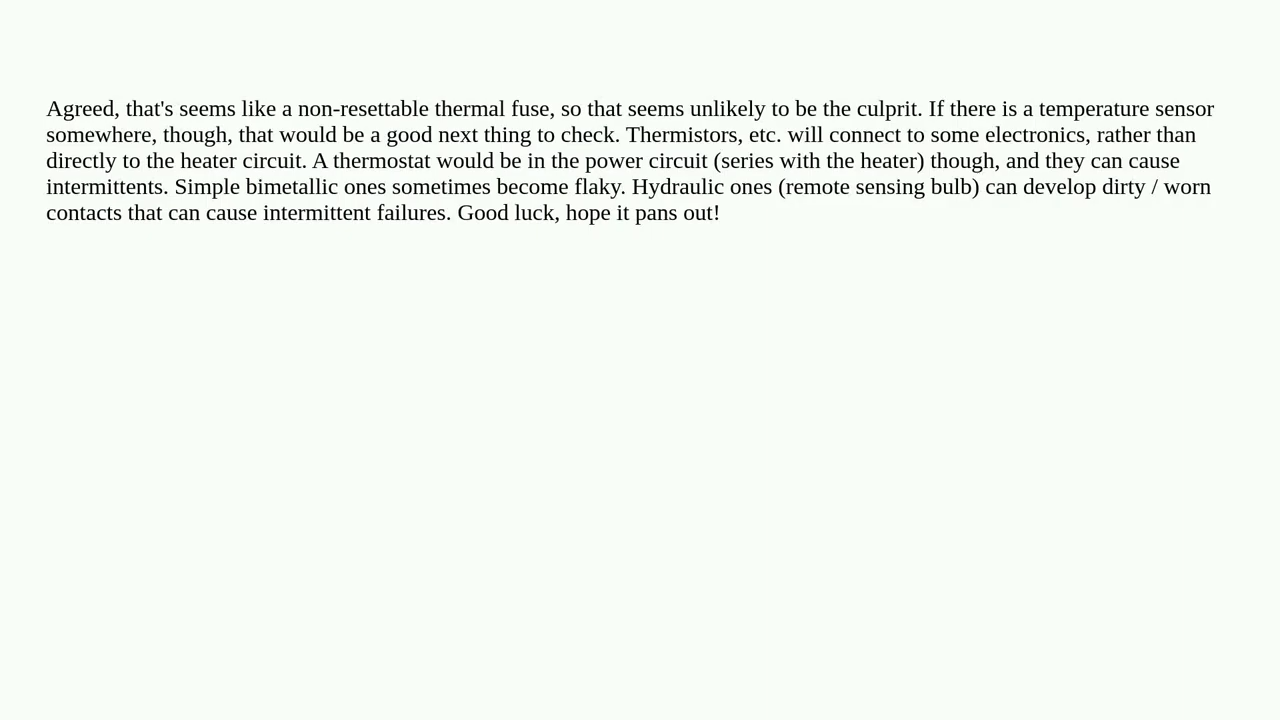 Agreed, that's seems like a non-resettable thermal fuse, so that seems unlikely to be the culprit. If there is a temperature sensor
somewhere, though, that would be a good next thing to check. Thermistors, etc. will connect to some electronics, rather than
directly to the heater circuit. A thermostat would be in the power circuit (series with the heater) though, and they can cause
intermittents. Simple bimetallic ones sometimes become flaky. Hydraulic ones (remote sensing bulb) can develop dirty / worn
contacts that can cause intermittent failures. Good luck, hope it pans out!